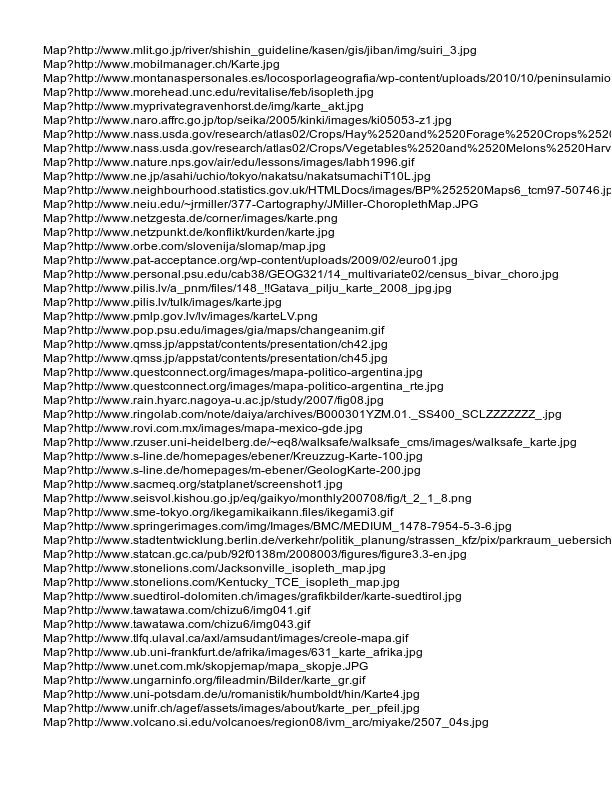 Map?http://www.mlit.go.jp/river/shishin_guideline/kasen/gis/jiban/img/suiri_3.jpg
Map?http://www.mobilmanager.ch/Karte.jpg
Map?http://www.montanaspersonales.es/locosporlageografia/wp-content/uploads/2010/10/peninsulamio
Map?http://www.morehead.unc.edu/revitalise/feb/isopleth.jpg
Map?http://www.myprivategravenhorst.de/img/karte_akt.jpg
Map?http://www.naro.affrc.go.jp/top/seika/2005/kinki/images/ki05053-z1.jpg
Map?http://www.nass.usda.gov/research/atlas02/Crops/Hay%2520and%2520Forage%2520Crops%252
Map?http://www.nass.usda.gov/research/atlas02/Crops/Vegetables%2520and%2520Melons%2520Harv
Map?http://www.nature.nps.gov/air/edu/lessons/images/labh1996.gif
Map?http://www.ne.jp/asahi/uchio/tokyo/nakatsu/nakatsumachiT10L.jpg
Map?http://www.neighbourhood.statistics.gov.uk/HTMLDocs/images/BP%252520Maps6_tcm97-50746.jp
Map?http://www.neiu.edu/~jrmiller/377-Cartography/JMiller-ChoroplethMap.JPG
Map?http://www.netzgesta.de/corner/images/karte.png
Map?http://www.netzpunkt.de/konflikt/kurden/karte.jpg
Map?http://www.orbe.com/slovenija/slomap/map.jpg
Map?http://www.pat-acceptance.org/wp-content/uploads/2009/02/euro01.jpg
Map?http://www.personal.psu.edu/cab38/GEOG321/14_multivariate02/census_bivar_choro.jpg
Map?http://www.pilis.lv/a_pnm/files/148_!!Gatava_pilju_karte_2008_jpg.jpg
Map?http://www.pilis.lv/tulk/images/karte.jpg
Map?http://www.pmlp.gov.lv/lv/images/karteLV.png
Map?http://www.pop.psu.edu/images/gia/maps/changeanim.gif
Map?http://www.qmss.jp/appstat/contents/presentation/ch42.jpg
Map?http://www.qmss.jp/appstat/contents/presentation/ch45.jpg
Map?http://www.questconnect.org/images/mapa-politico-argentina.jpg
Map?http://www.questconnect.org/images/mapa-politico-argentina_rte.jpg
Map?http://www.rain.hyarc.nagoya-u.ac.jp/study/2007/fig08.jpg
Map?http://www.ringolab.com/note/daiya/archives/B000301YZM.01._SS400_SCLZZZZZZZ_.jpg
Map?http://www.rovi.com.mx/images/mapa-mexico-gde.jpg
Map?http://www.rzuser.uni-heidelberg.de/~eq8/walksafe/walksafe_cms/images/walksafe_karte.jpg
Map?http://www.s-line.de/homepages/ebener/Kreuzzug-Karte-100.jpg
Map?http://www.s-line.de/homepages/m-ebener/GeologKarte-200.jpg
Map?http://www.sacmeq.org/statplanet/screenshot1.jpg
Map?http://www.seisvol.kishou.go.jp/eq/gaikyo/monthly200708/fig/t_2_1_8.png
Map?http://www.sme-tokyo.org/ikegamikaikann.files/ikegami3.gif
Map?http://www.springerimages.com/img/Images/BMC/MEDIUM_1478-7954-5-3-6.jpg
Map?http://www.stadtentwicklung.berlin.de/verkehr/politik_planung/strassen_kfz/pix/parkraum_uebersich
Map?http://www.statcan.gc.ca/pub/92f0138m/2008003/figures/figure3.3-en.jpg
Map?http://www.stonelions.com/Jacksonville_isopleth_map.jpg
Map?http://www.stonelions.com/Kentucky_TCE_isopleth_map.jpg
Map?http://www.suedtirol-dolomiten.ch/images/grafikbilder/karte-suedtirol.jpg
Map?http://www.tawatawa.com/chizu6/img041.gif
Map?http://www.tawatawa.com/chizu6/img043.gif
Map?http://www.tlfq.ulaval.ca/axl/amsudant/images/creole-mapa.gif
Map?http://www.ub.uni-frankfurt.de/afrika/images/631_karte_afrika.jpg
Map?http://www.unet.com.mk/skopjemap/mapa_skopje.JPG
Map?http://www.ungarninfo.org/fileadmin/Bilder/karte_gr.gif
Map?http://www.uni-potsdam.de/u/romanistik/humboldt/hin/Karte4.jpg
Map?http://www.unifr.ch/agef/assets/images/about/karte_per_pfeil.jpg
Map?http://www.volcano.si.edu/volcanoes/region08/ivm_arc/miyake/2507_04s.jpg